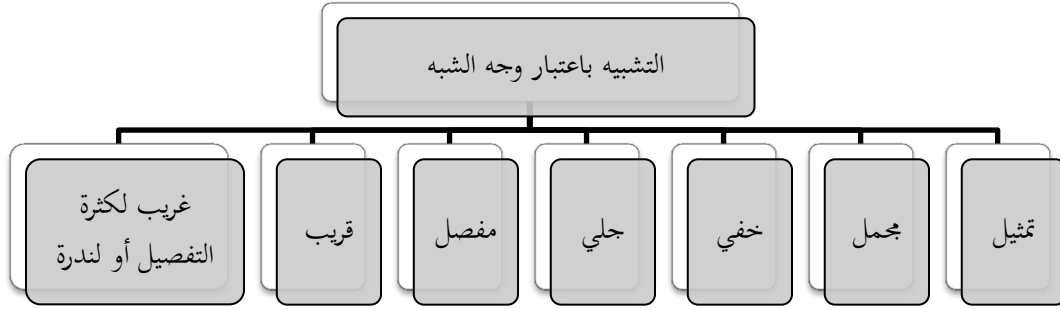 التشبيه باعتبار وجه الشبه
تمثيل
مجمل
خفي
جلي
مفصل
قريب
غريب لكثرة
التفصيل أو لندرة